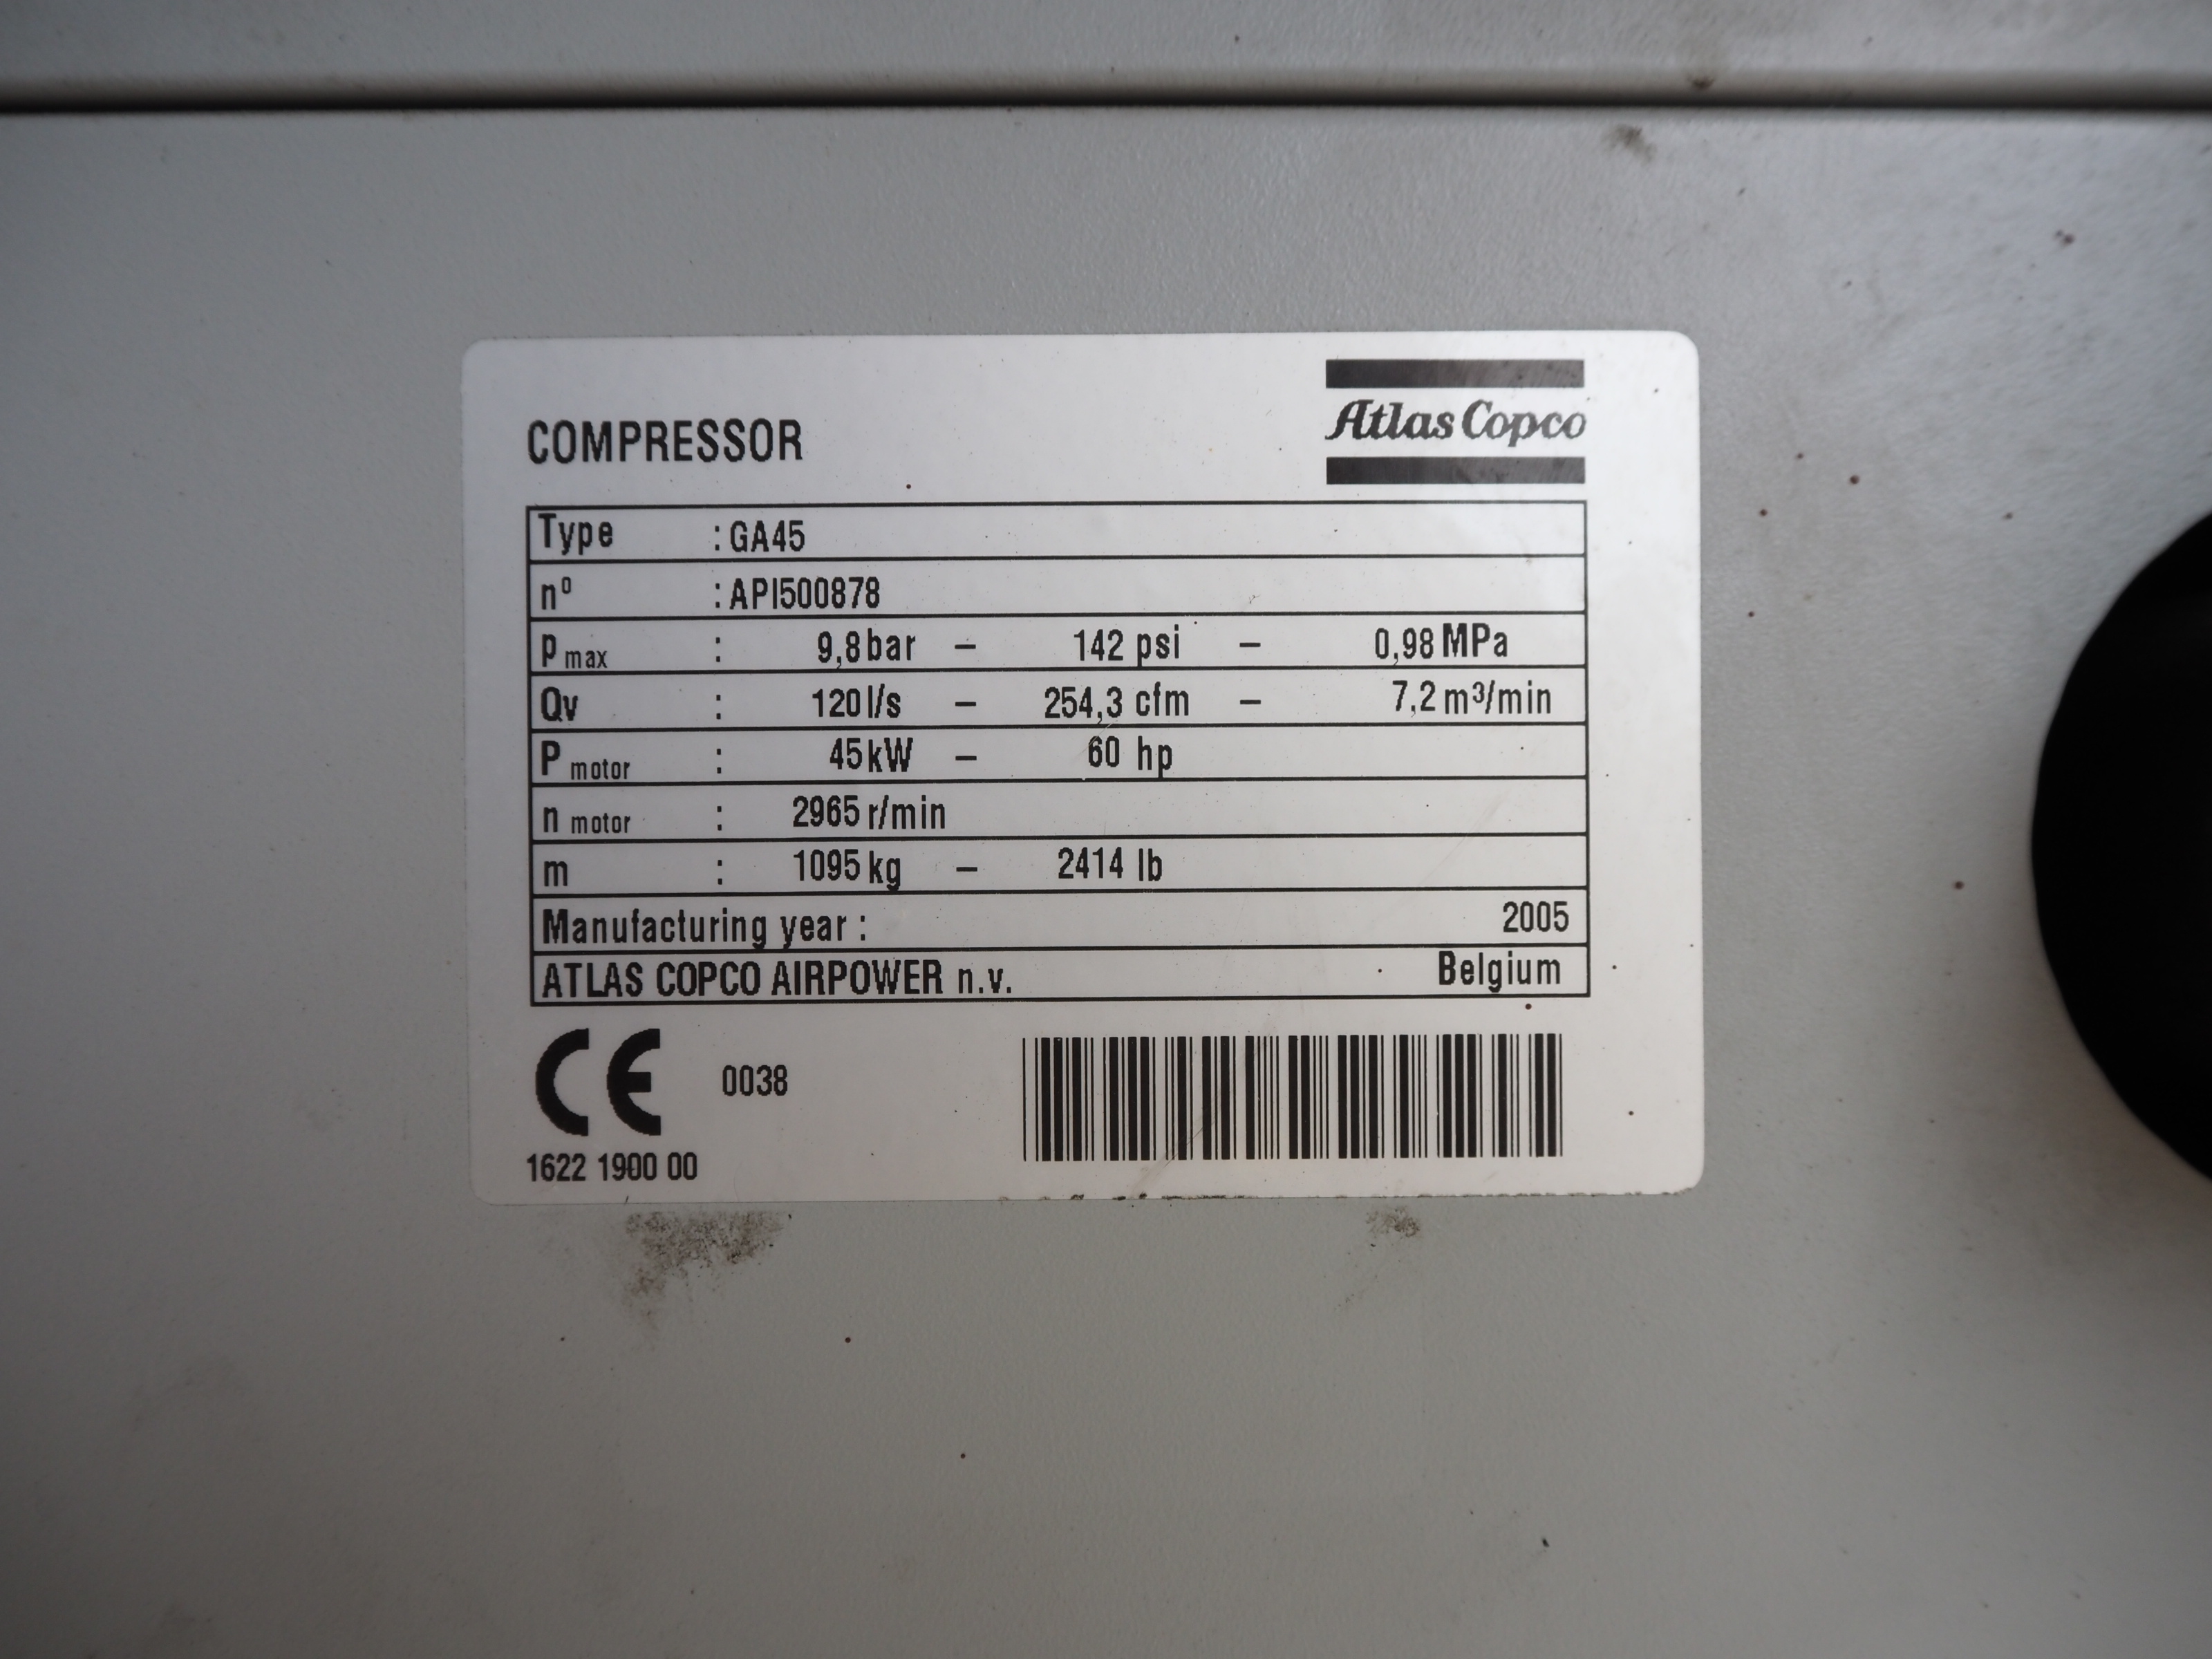 Atlas Copco
COMPRESSOR
Type : GA45
nº : API500878
p max : 9,8 bar – 142 psi – 0,98 MPa
Qv : 120 l/s – 254,3 cfm – 7,2 m³/min
P motor : 45 kW – 60 hp
n motor : 2965 r/min
m : 1095 kg – 2414 lb
Manufacturing year : 2005
ATLAS COPCO AIRPOWER n.v. Belgium
CE 0038
1622 1900 00